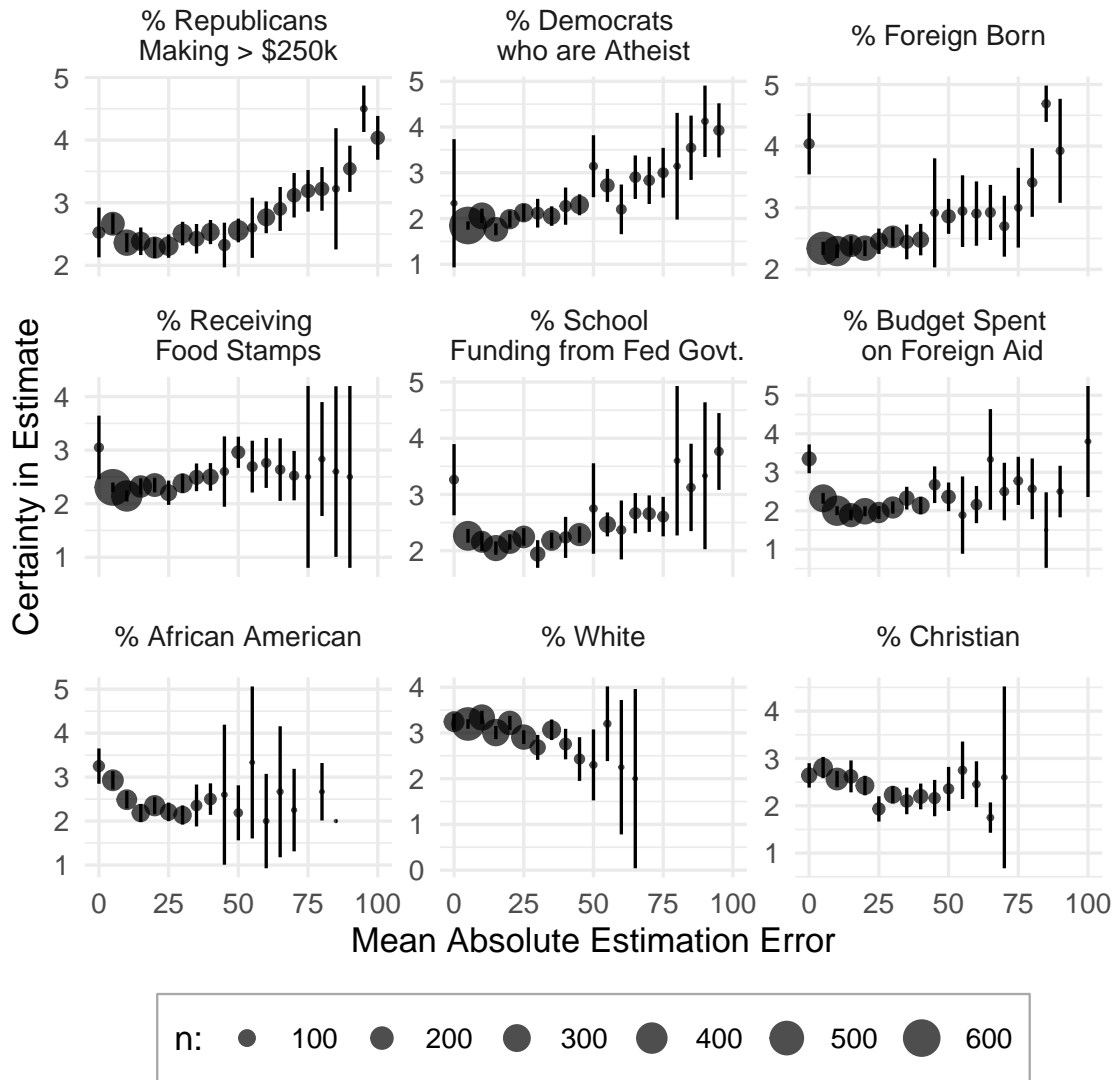 % Republicans
Making > $250k
% Democrats
who are Atheist
% Foreign Born
5
4
3
2
5
4
3
2
1
5
4
3
2
% Receiving
Food Stamps
% School
Funding from Fed Govt.
% Budget Spent
on Foreign Aid
4
3
2
1
5
4
3
2
5
4
3
2
1
Certainty in Estimate
% African American
% White
% Christian
5
4
3
2
1
4
3
2
1
0
4
3
2
1
0 25 50 75 100
0 25 50 75 100
0 25 50 75 100
Mean Absolute Estimation Error
n: 100 200 300 400 500 600